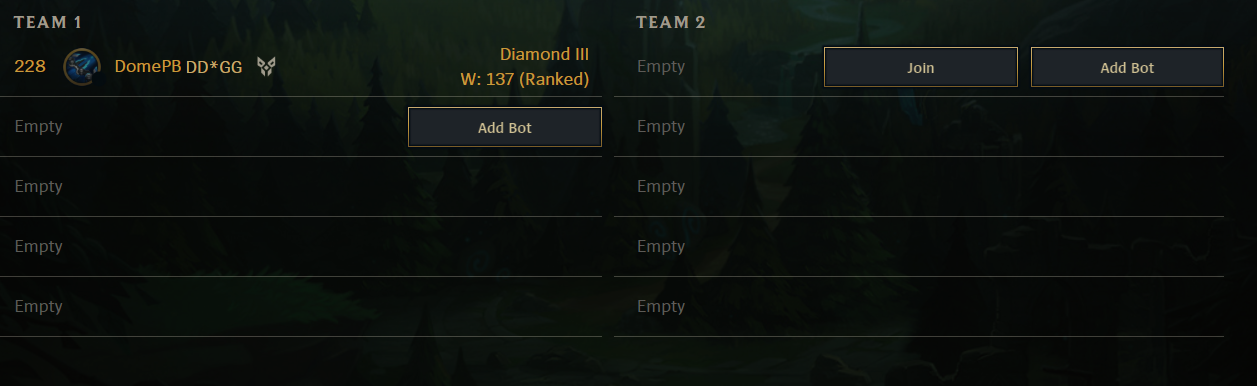 TEAM 1
228 DomePB DD*GG Diamond III
W: 137 (Ranked)
Empty Add Bot
Empty
Empty
Empty
TEAM 2
Empty Join Add Bot
Empty
Empty
Empty
Empty